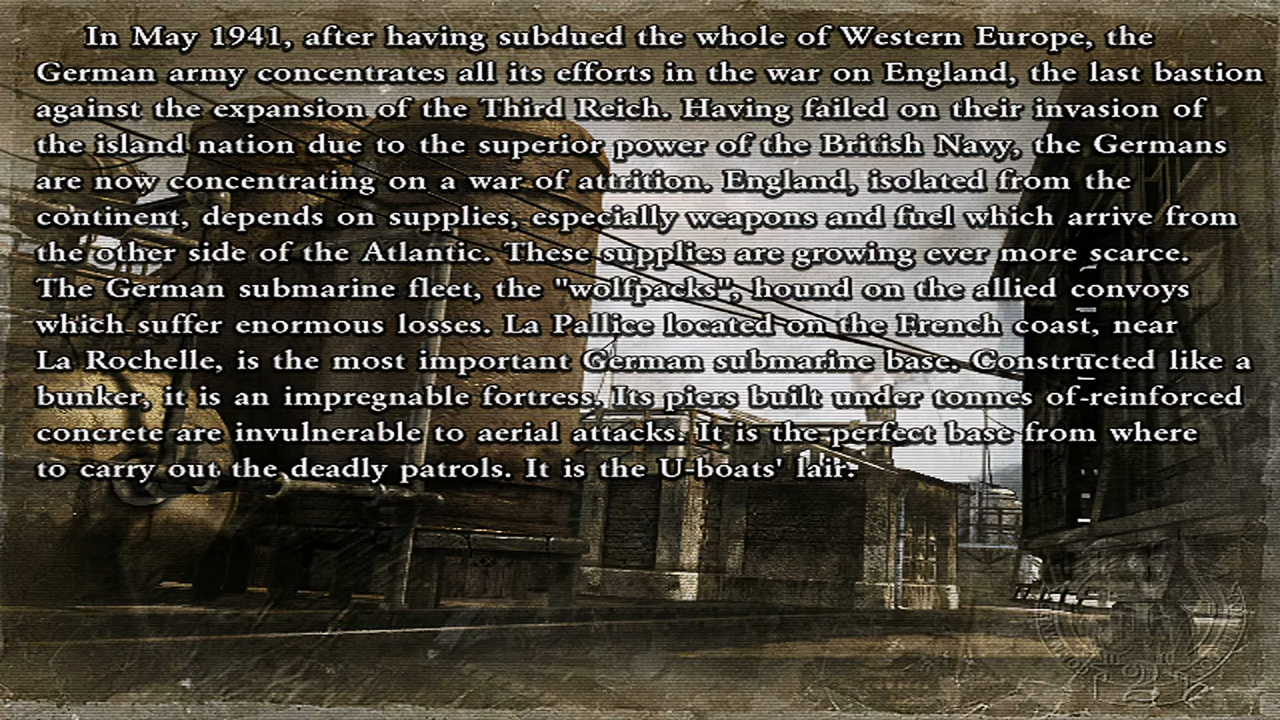 In May 1941, after having subdued the whole of Western Europe, the
German army concentrates all its efforts in the war on England, the last bastion
against the expansion of the Third Reich. Having failed on their invasion of
the island nation due to the superior power of the British Navy, the Germans
are now concentrating on a war of attrition. England, isolated from the
continent, depends on supplies, especially weapons and fuel which arrive from
the other side of the Atlantic. These supplies are growing ever more scarce.
The German submarine fleet, the "wolfpacks", hound on the allied convoys
which suffer enormous losses. La Pallice located on the French coast, near
La Rochelle, is the most important German submarine base. Constructed like a
bunker, it is an impregnable fortress. Its piers built under tonnes of-reinforced
concrete are invulnerable to aerial attacks. It is the perfect base from where
to carry out the deadly patrols. It is the U-boats' lair.